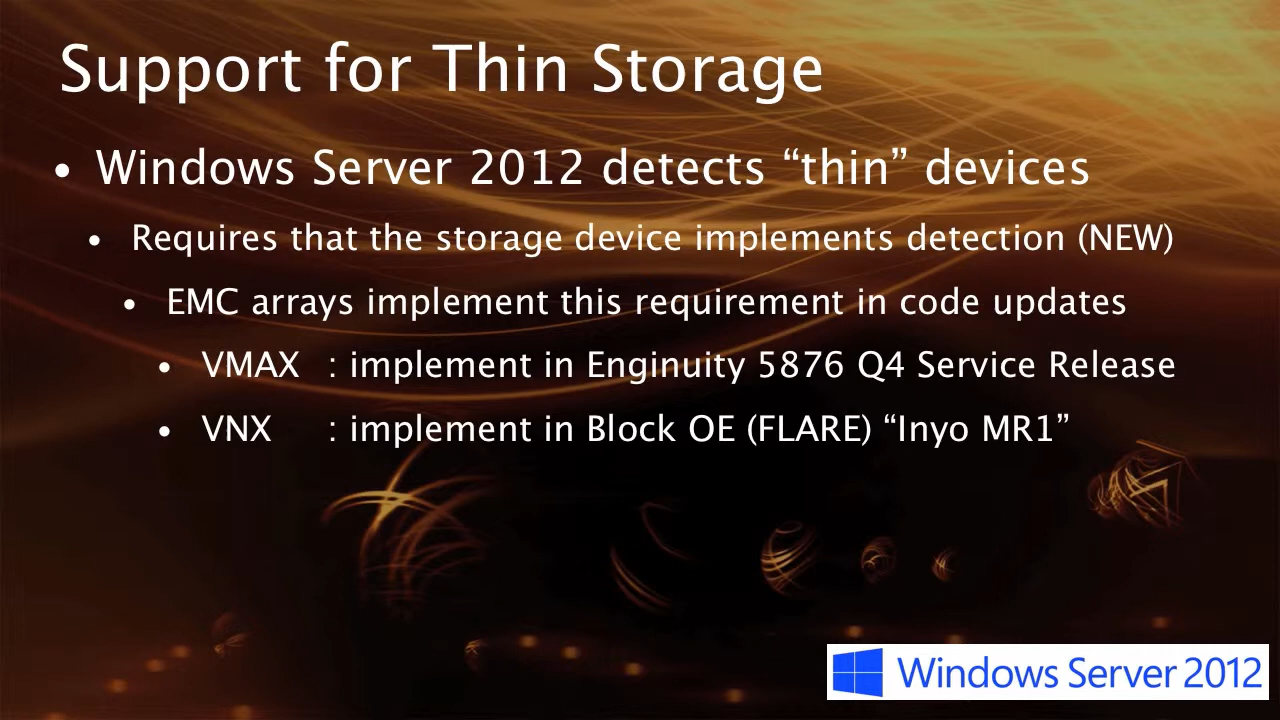 Support for Thin Storage
• Windows Server 2012 detects “thin” devices
• Requires that the storage device implements detection (NEW)
• EMC arrays implement this requirement in code updates
• VMAX : implement in Enginuity 5876 Q4 Service Release
• VNX : implement in Block OE (FLARE) “Inyo MR1”
Windows Server 2012